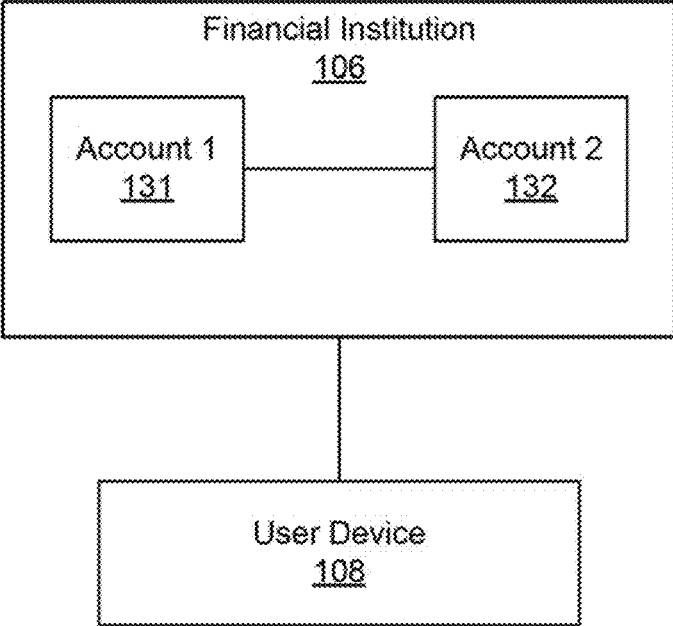 Financial Institution
106
Account 1
131
Account 2
132
User Device
108